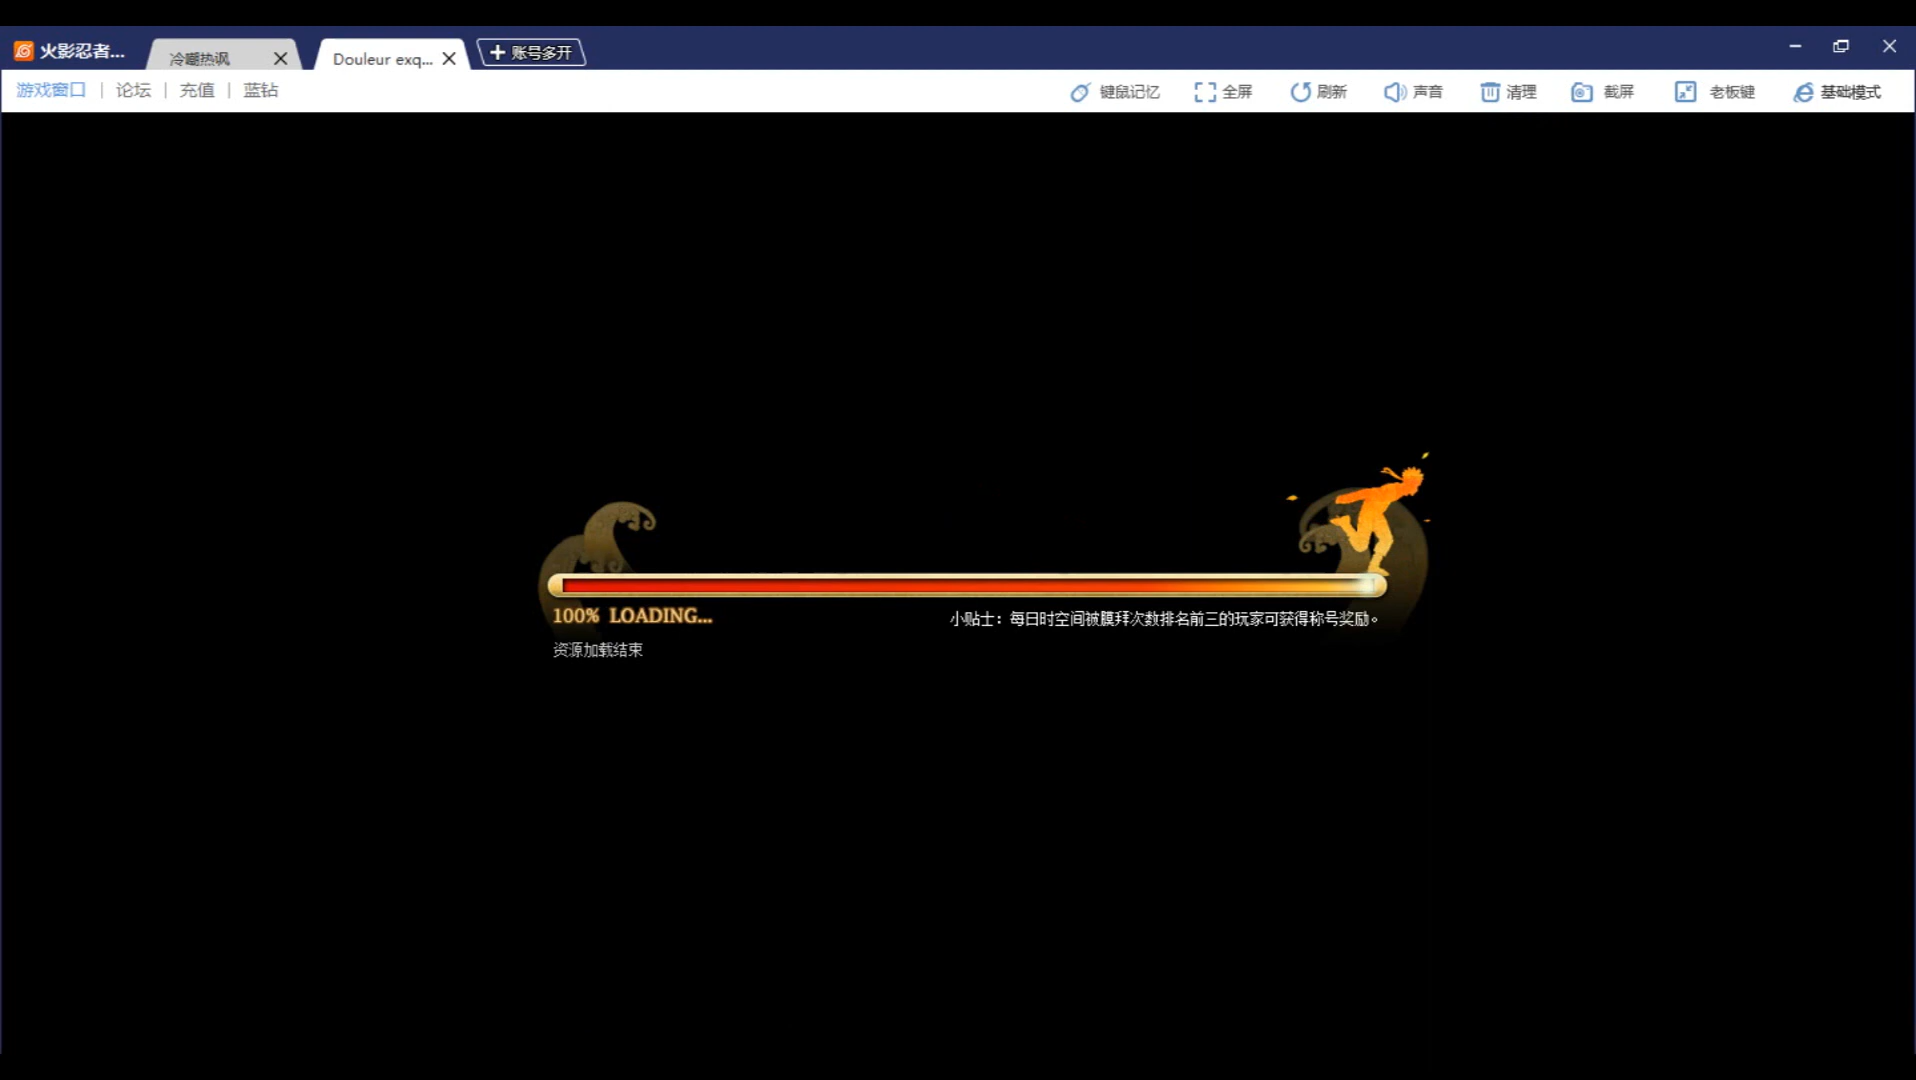 火影忍者... 冷嘲热讽 Douleur exq... 账号多开
游戏窗口 | 论坛 | 充值 | 蓝钻 键鼠记忆 全屏 刷新 声音 清理 截屏 老板键 基础模式
100% LOADING... 小贴士：每日时空间被膜拜次数排名前三的玩家可获得称号奖励。
资源加载结束